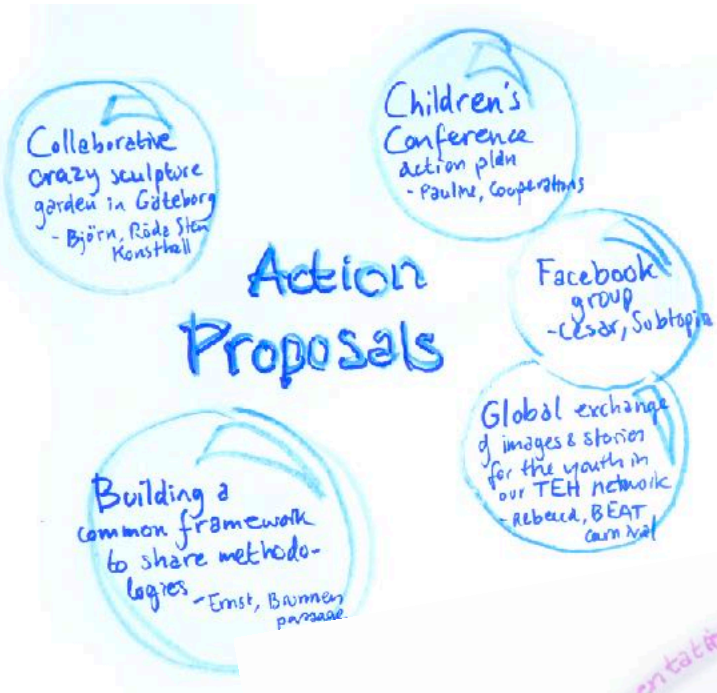 Collaborative
crazy sculpture
garden in Göteborg
- Björn, Röda Sten
Konsthall
Children's
Conference
action plan
- Pauline, Cooperations
Action
Proposals
Facebook
group
- César, Subtopia
Global exchange
of images & stories
for the youth in
our TEH network
- Rebecca, BEAT
carnival
Building a
common framework
to share methodo-
logies
- Ernst, Brunnen
passage
entatio